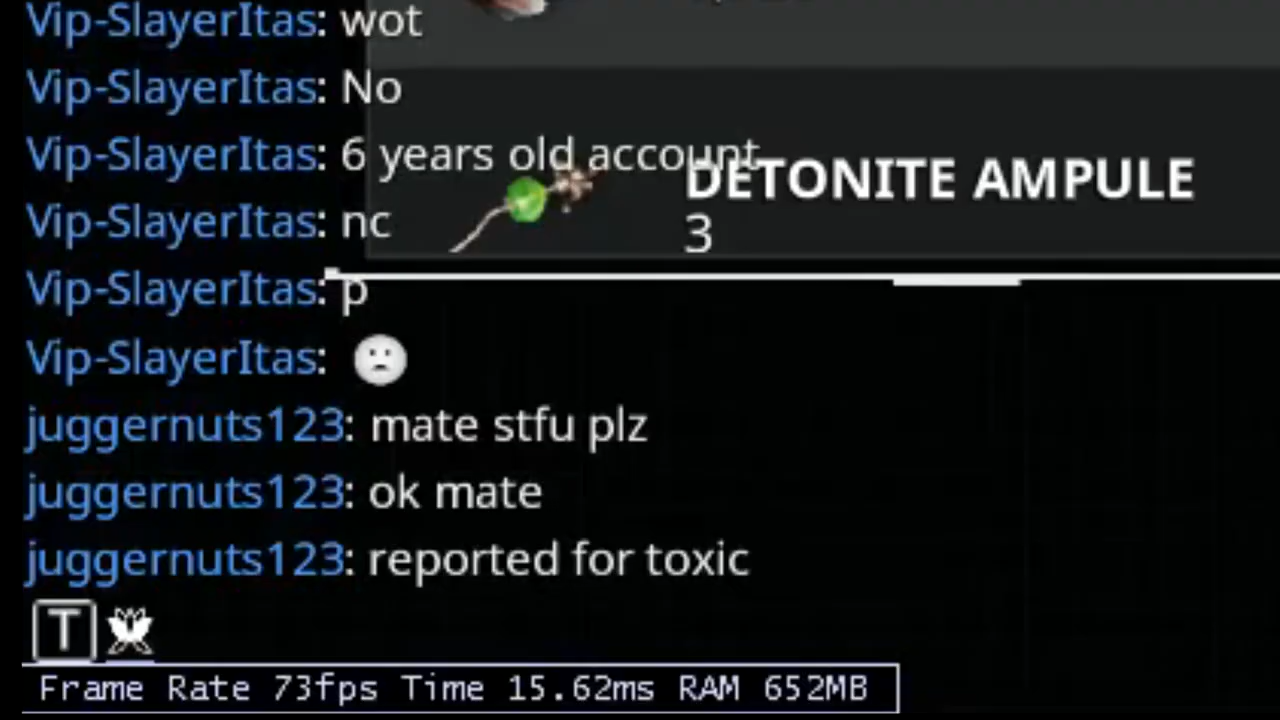 Vip-SlayerItas: wot
Vip-SlayerItas: No
Vip-SlayerItas: 6 years old account
DETONITE AMPULE
3
Vip-SlayerItas: nc
Vip-SlayerItas: p
Vip-SlayerItas: 🙁
juggernuts123: mate stfu plz
juggernuts123: ok mate
juggernuts123: reported for toxic
T
Frame Rate 73fps Time 15.62ms RAM 652MB